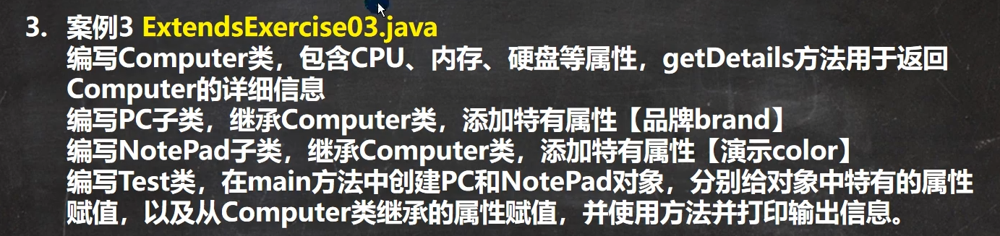 3. 案例3 ExtendsExercise03.java
编写Computer类，包含CPU、内存、硬盘等属性，getDetails方法用于返回
Computer的详细信息
编写PC子类，继承Computer类，添加特有属性【品牌brand】
编写NotePad子类，继承Computer类，添加特有属性【演示color】
编写Test类，在main方法中创建PC和NotePad对象，分别给对象中特有的属性
赋值，以及从Computer类继承的属性赋值，并使用方法并打印输出信息。